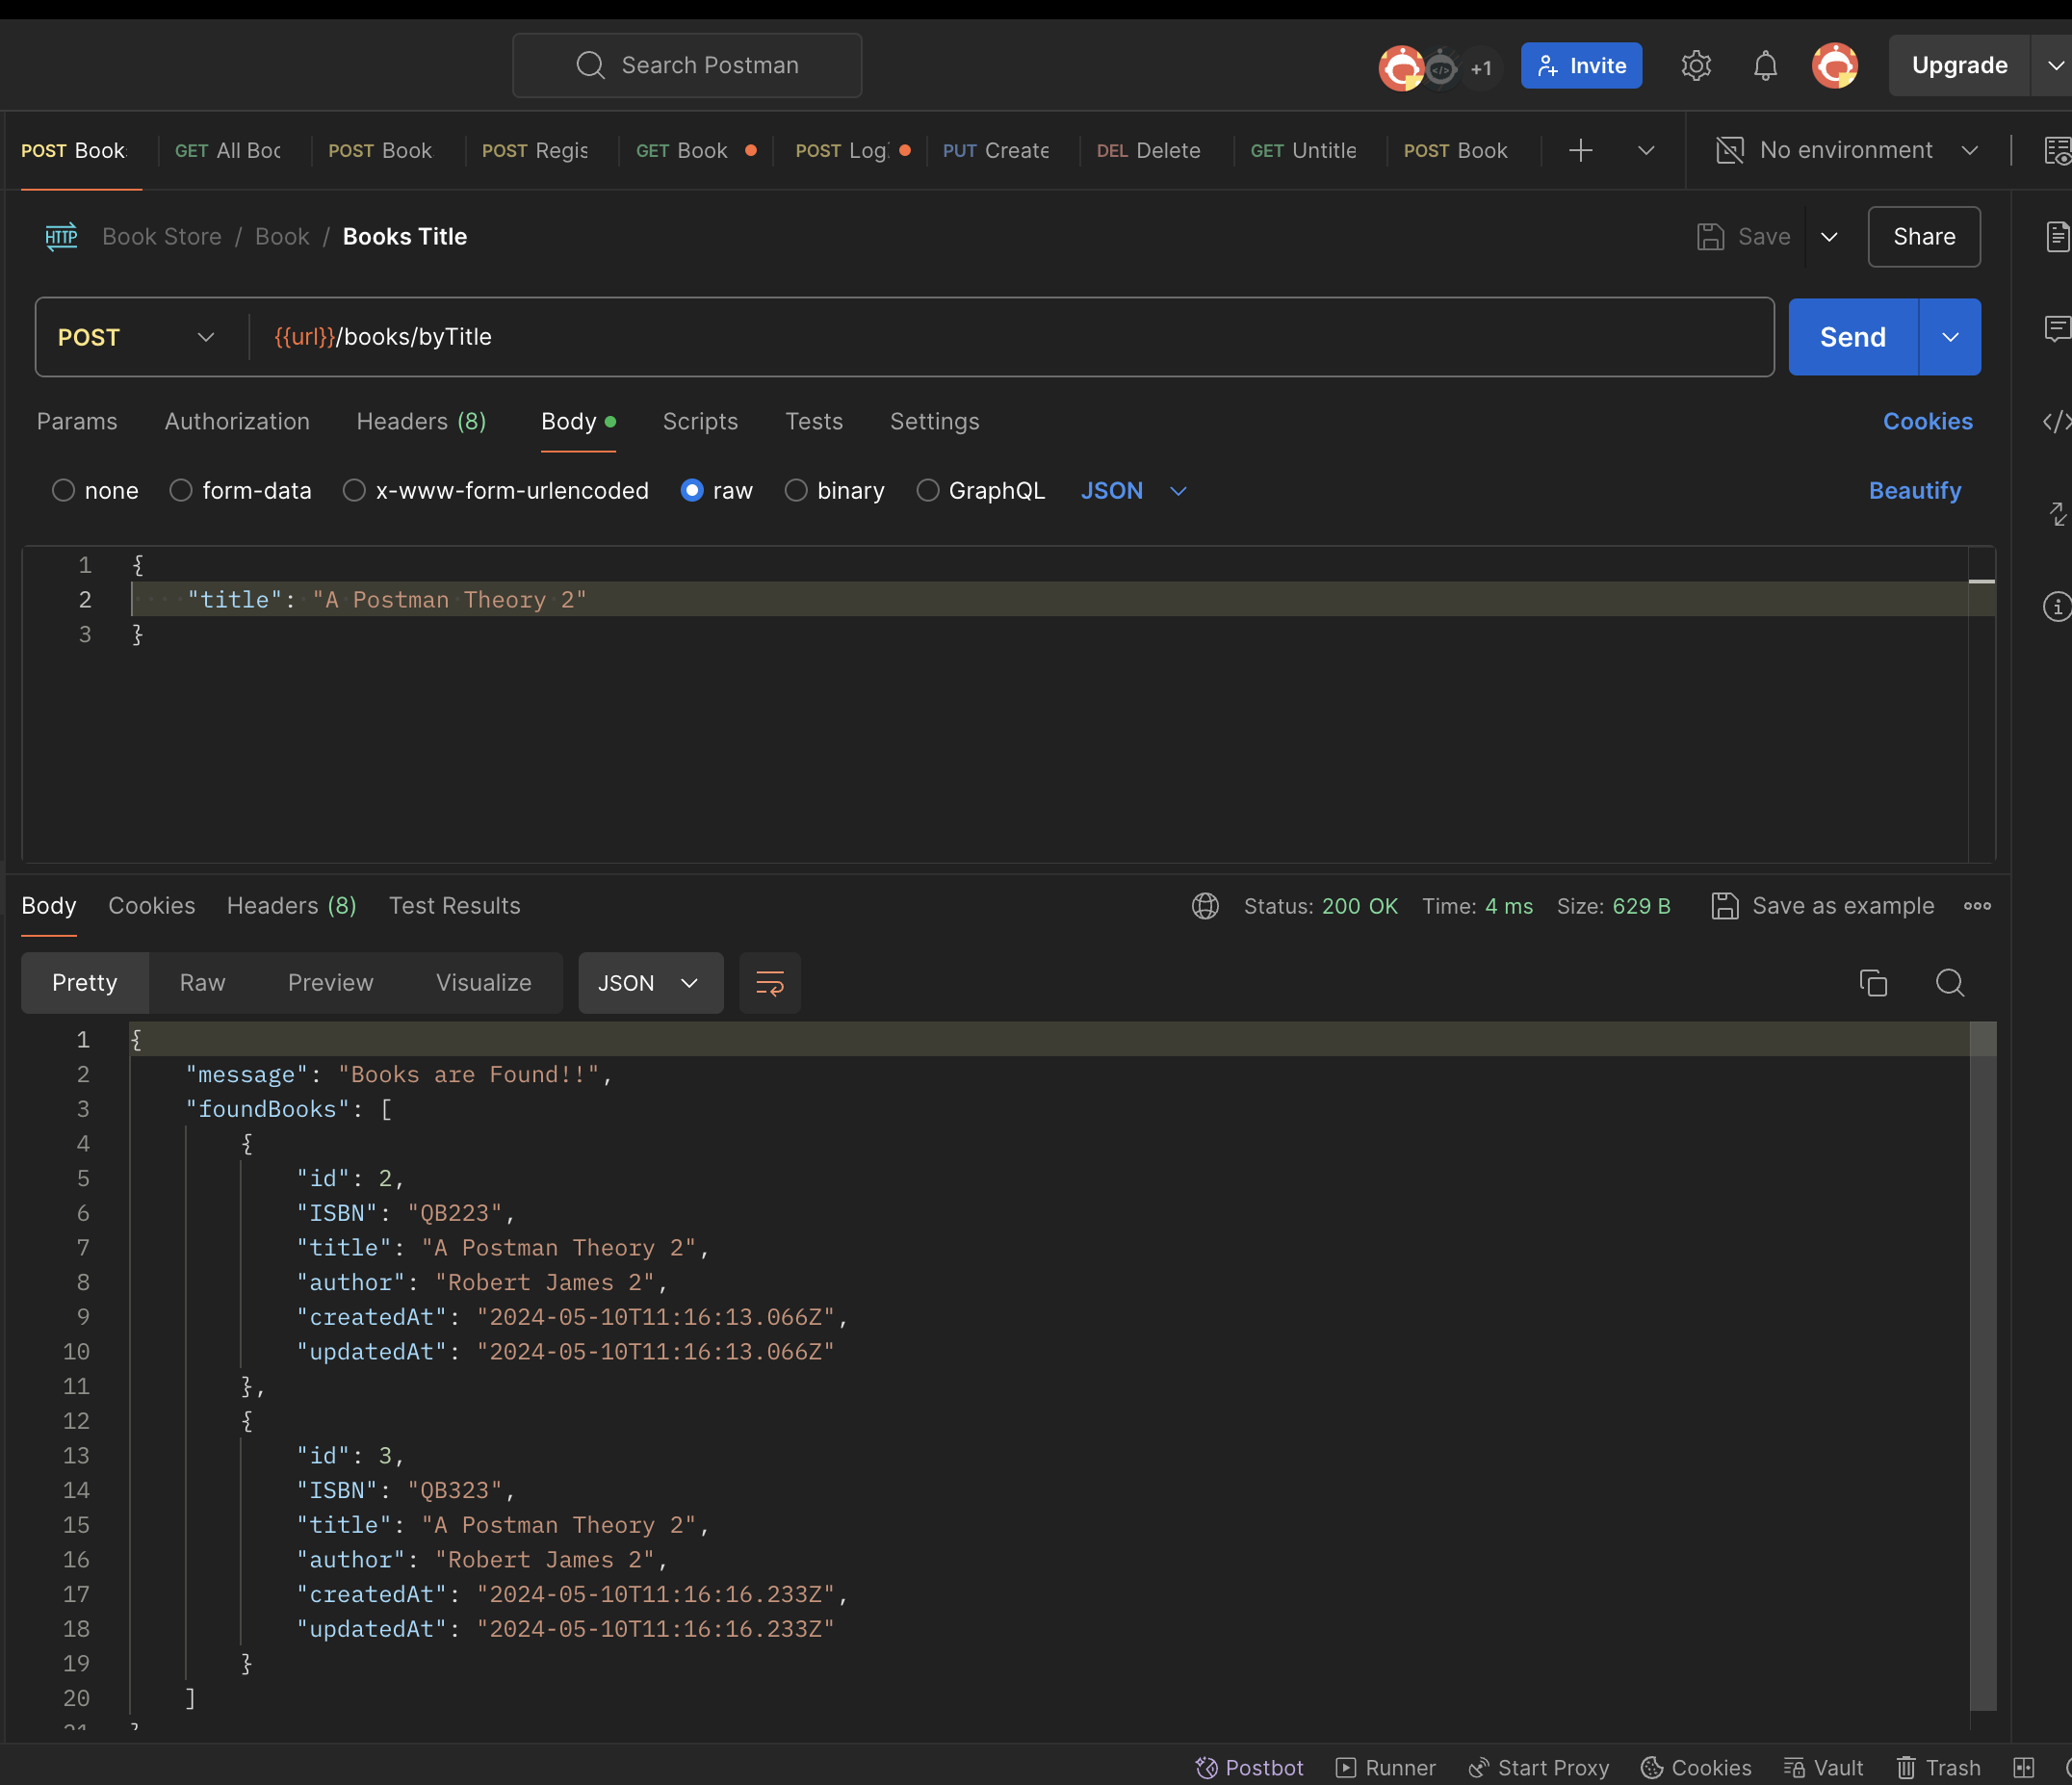 Search Postman
+1
Invite
Upgrade
POST Book
GET All Boo
POST Book
POST Regis
GET Book
POST Log
PUT Create
DEL Delete
GET Untitle
POST Book
No environment
HTTP Book Store / Book / Books Title
Save
Share
POST
{{url}}/books/byTitle
Send
Params Authorization Headers (8) Body Scripts Tests Settings
Cookies
none form-data x-www-form-urlencoded raw binary GraphQL JSON
Beautify
1 {
2 "title": "A Postman Theory 2"
3 }
Body Cookies Headers (8) Test Results
Status: 200 OK Time: 4 ms Size: 629 B
Save as example
Pretty Raw Preview Visualize JSON
1 {
2 "message": "Books are Found!!",
3 "foundBooks": [
4 {
5 "id": 2,
6 "ISBN": "QB223",
7 "title": "A Postman Theory 2",
8 "author": "Robert James 2",
9 "createdAt": "2024-05-10T11:16:13.066Z",
10 "updatedAt": "2024-05-10T11:16:13.066Z"
11 },
12 {
13 "id": 3,
14 "ISBN": "QB323",
15 "title": "A Postman Theory 2",
16 "author": "Robert James 2",
17 "createdAt": "2024-05-10T11:16:16.233Z",
18 "updatedAt": "2024-05-10T11:16:16.233Z"
19 }
20 ]
21 }
Postbot Runner Start Proxy Cookies Vault Trash